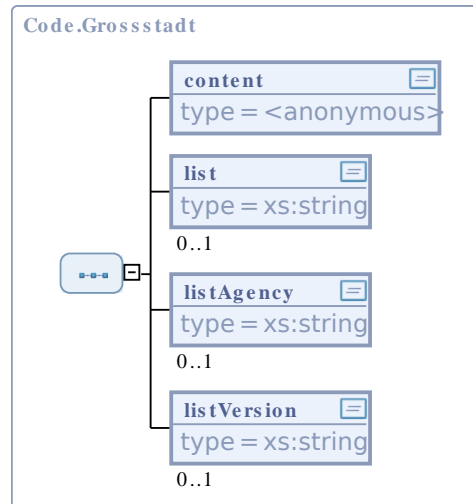 Code.Grossstadt
content
type = <anonymous>
list
type = xs:string
0..1
listAgency
type = xs:string
0..1
listVersion
type = xs:string
0..1